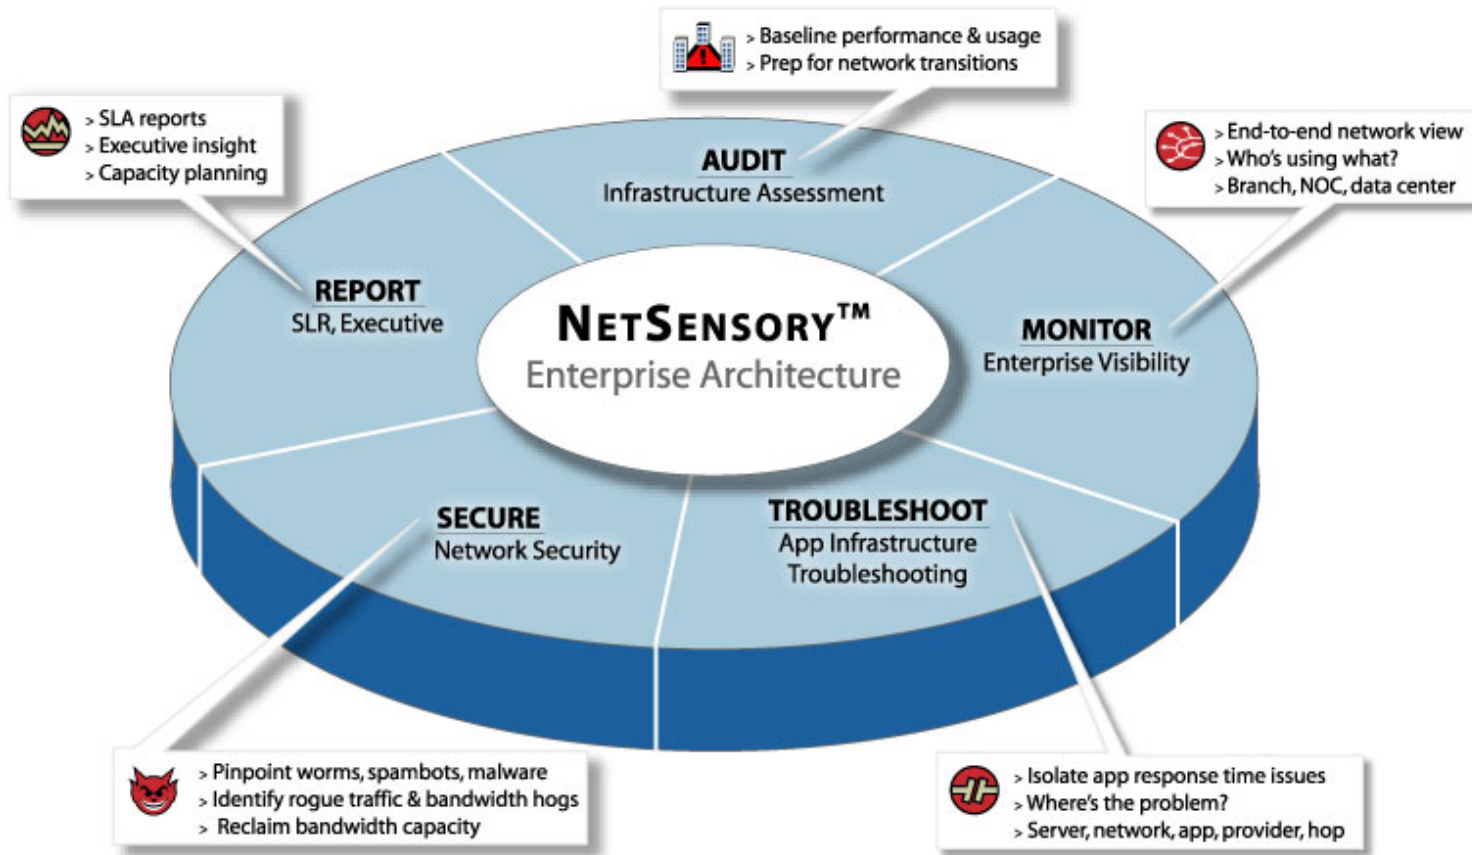 > Baseline performance & usage
> Prep for network transitions
> SLA reports
> Executive insight
> Capacity planning
> End-to-end network view
> Who's using what?
> Branch, NOC, data center
AUDIT
Infrastructure Assessment
REPORT
SLR, Executive
NETSENSORY™
Enterprise Architecture
MONITOR
Enterprise Visibility
SECURE
Network Security
TROUBLESHOOT
App Infrastructure
Troubleshooting
> Pinpoint worms, spambots, malware
> Identify rogue traffic & bandwidth hogs
> Reclaim bandwidth capacity
> Isolate app response time issues
> Where's the problem?
> Server, network, app, provider, hop